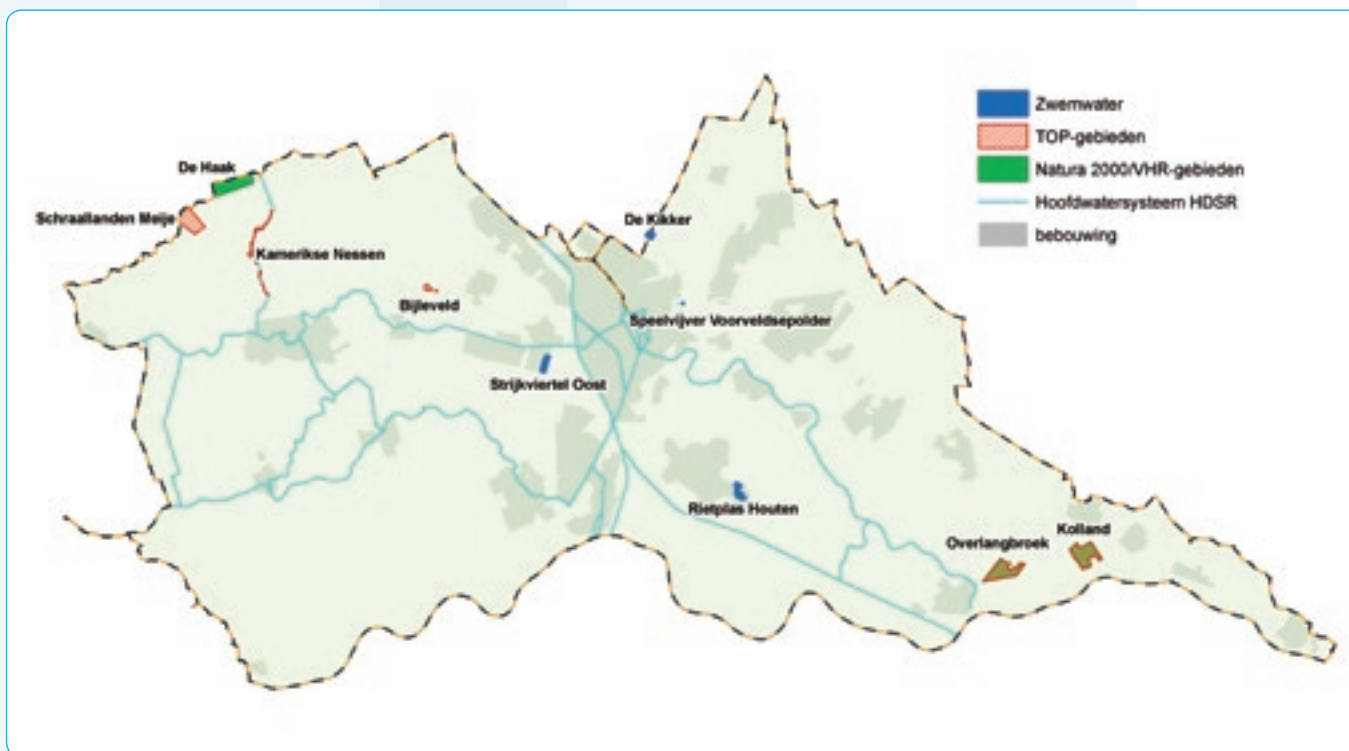 Zwemwater
TOP-gebieden
Natura 2000/VHR-gebieden
Hoofdwatersysteem HDSR
bebouwing
De Haak
Schraallanden Meije
Kamerikse Nessen
De Kikker
Bijleveld
Speelvijver Voorveldsepolder
Strijkviertel Oost
Rietplas Houten
Overlangbroek
Kolland